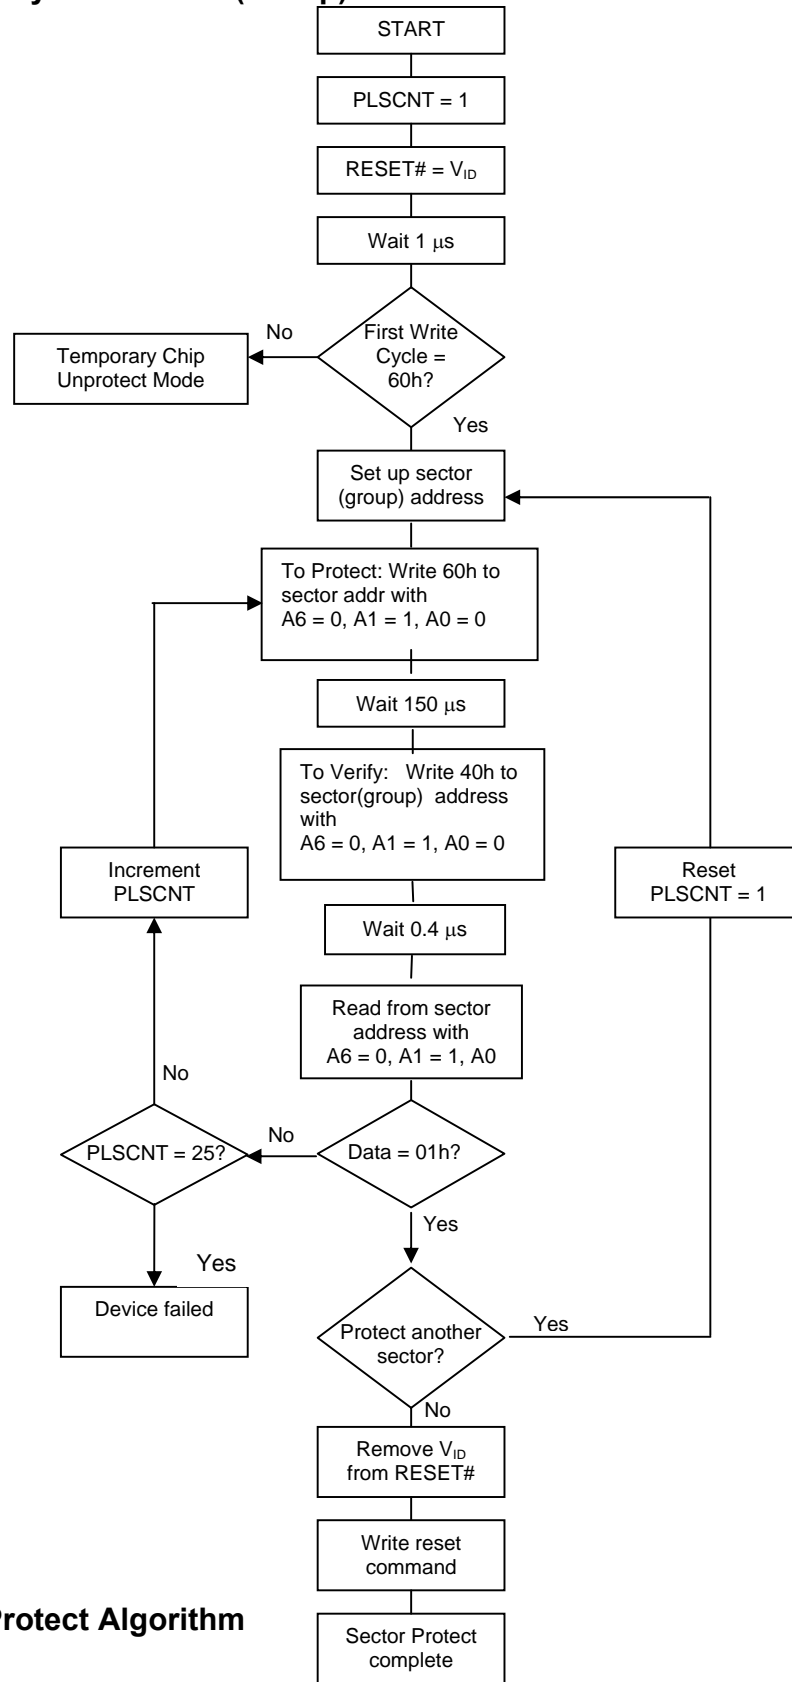 START
PLSCNT = 1
RESET# = VID
Wait 1 μs
First Write
Cycle =
60h?
No
Temporary Chip
Unprotect Mode
Yes
Set up sector
(group) address
To Protect: Write 60h to
sector addr with
A6 = 0, A1 = 1, A0 = 0
Wait 150 μs
To Verify: Write 40h to
sector(group) address
with
A6 = 0, A1 = 1, A0 = 0
Increment
PLSCNT
Reset
PLSCNT = 1
Wait 0.4 μs
Read from sector
address with
A6 = 0, A1 = 1, A0
No
PLSCNT = 25?
No
Data = 01h?
Yes
Yes
Device failed
Protect another
sector?
Yes
No
Remove VID
from RESET#
Write reset
command
Protect Algorithm
Sector Protect
complete